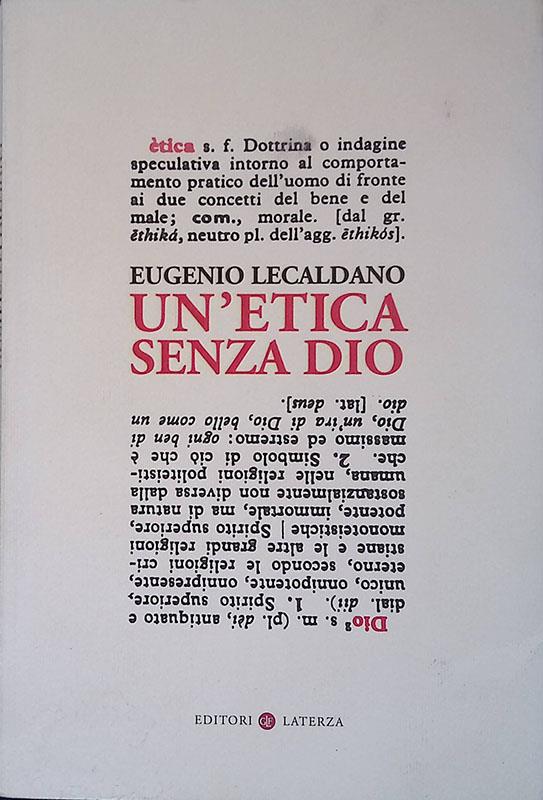 ètica s. f. Dottrina o indagine
speculativa intorno al comporta-
mento pratico dell'uomo di fronte
ai due concetti del bene e del
male; com., morale. [dal gr.
ēthiká, neutro pl. dell'agg. ēthikós].
EUGENIO LECALDANO
UN'ETICA
SENZA DIO
Dio² s. m. (pl. dèi, antiquato e
dial. dii). 1. Spirito superiore,
unico, onnipotente, onnipresente,
eterno, secondo le religioni cri-
stiane e le altre grandi religioni
monoteistiche | Spirito superiore,
potente, immortale, ma di natura
sostanzialmente non diversa dalla
umana, nelle religioni politeisti-
che. 2. Simbolo di ciò che è
massimo ed estremo: ogni ben di
Dio, un'ira di Dio, bello come un
dio. [lat. deus].
EDITORI GLF LATERZA